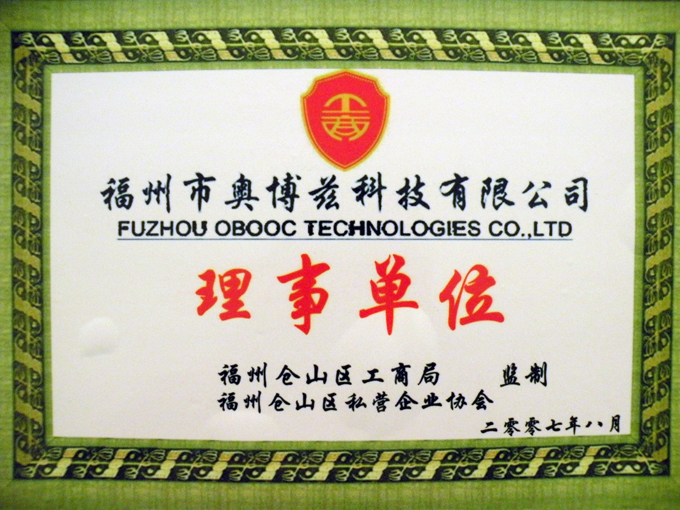 福州市奥博兹科技有限公司
FUZHOU OBOOC TECHNOLOGIES CO.,LTD
理事单位
福州仓山区工商局 监制
福州仓山区私营企业协会
二零零七年八月